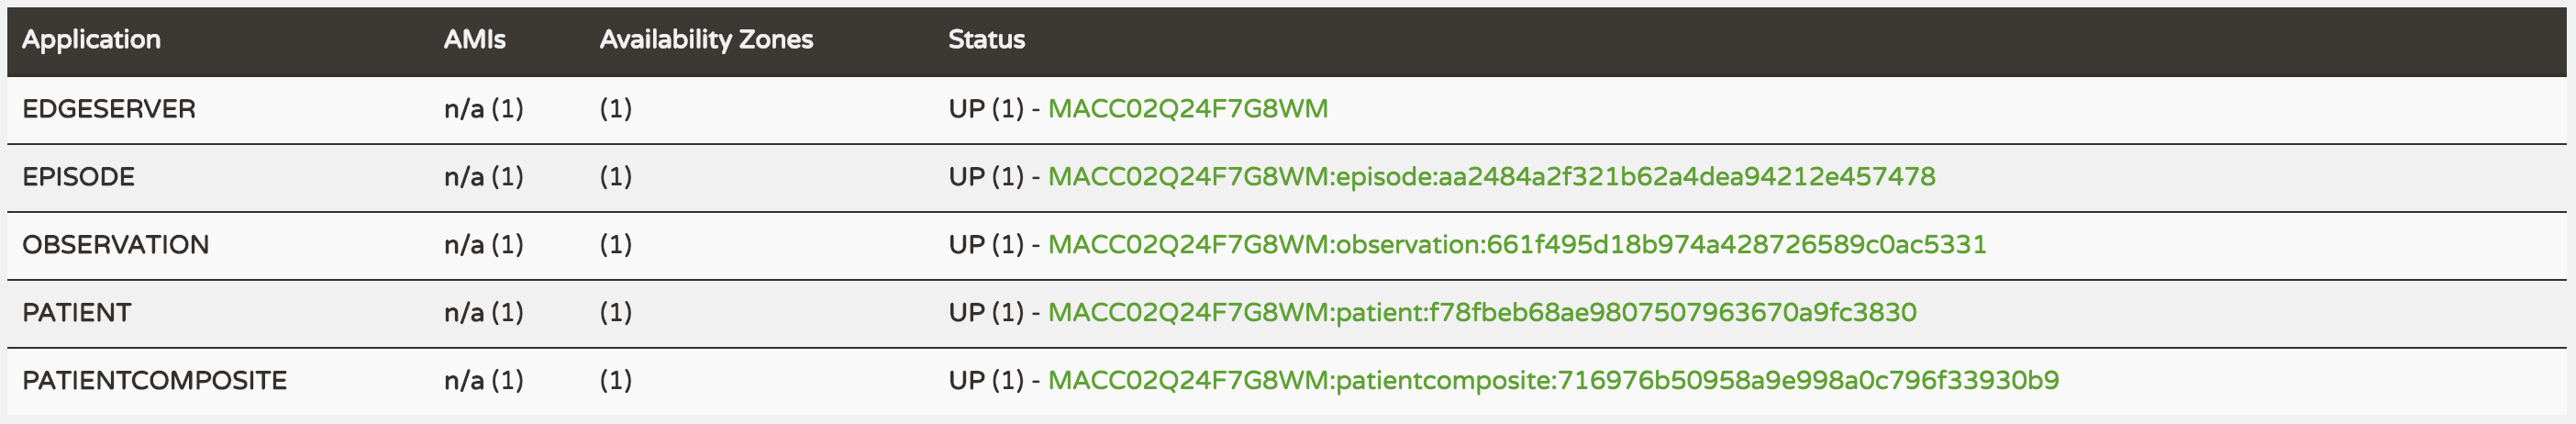 Application AMIs Availability Zones Status
EDGESERVER n/a (1) (1) UP (1) - MACC02Q24F7G8WM
EPISODE n/a (1) (1) UP (1) - MACC02Q24F7G8WM:episode:aa2484a2f321b62a4dea94212e457478
OBSERVATION n/a (1) (1) UP (1) - MACC02Q24F7G8WM:observation:661f495d18b974a428726589c0ac5331
PATIENT n/a (1) (1) UP (1) - MACC02Q24F7G8WM:patient:f78fbeb68ae9807507963670a9fc3830
PATIENTCOMPOSITE n/a (1) (1) UP (1) - MACC02Q24F7G8WM:patientcomposite:716976b50958a9e998a0c796f33930b9